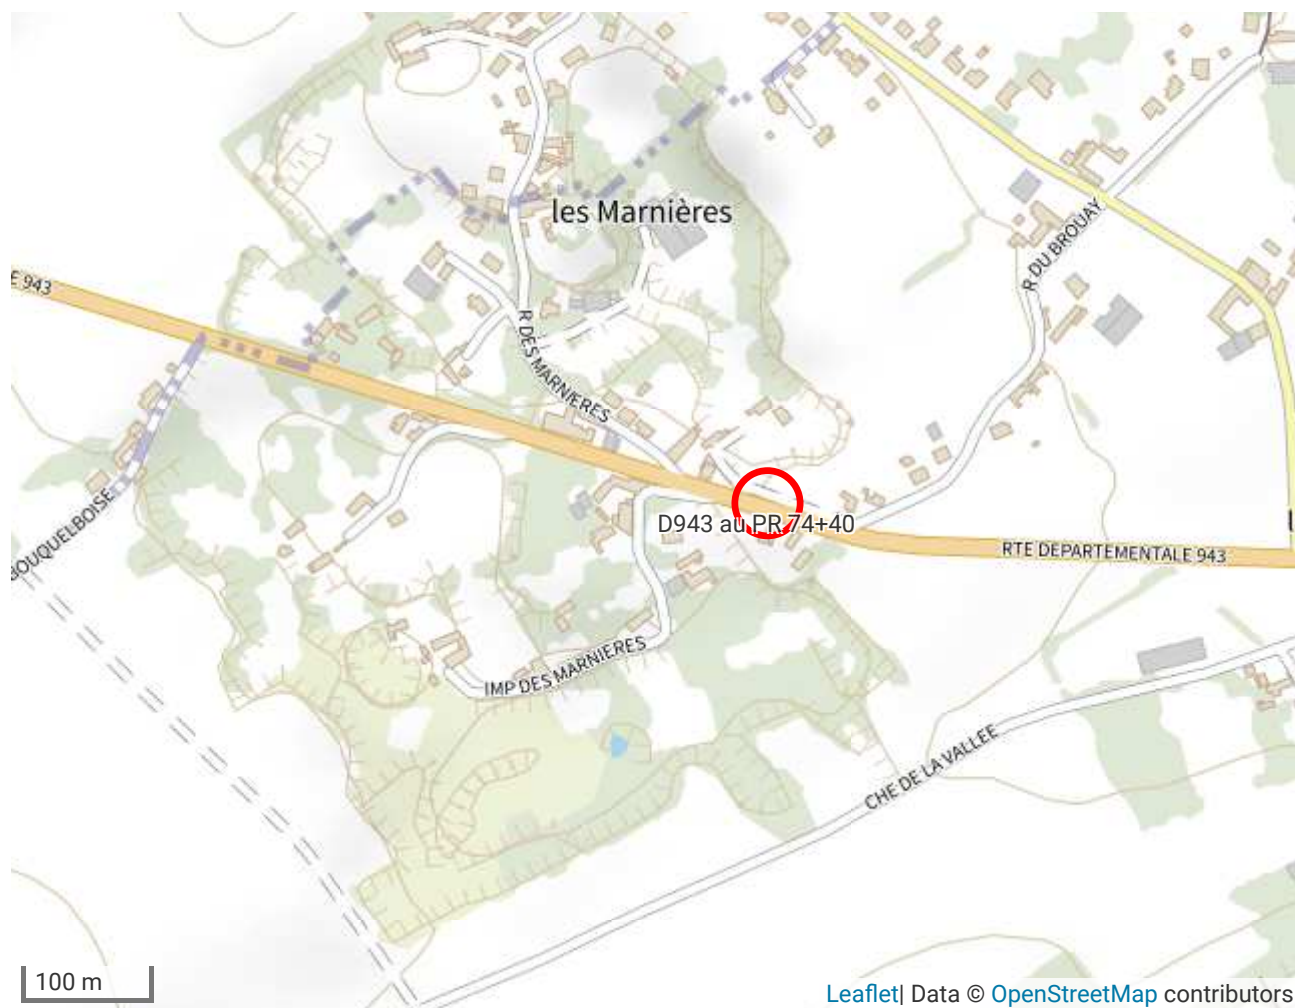 les Marnières
E 943
R DU BROUAY
R DES MARNIERES
BOUQUELBOISE
D943 au PR 74+40
RTE DEPARTEMENTALE 943
IMP DES MARNIERES
CHE DE LA VALLEE
100 m
Leaflet| Data © OpenStreetMap contributors